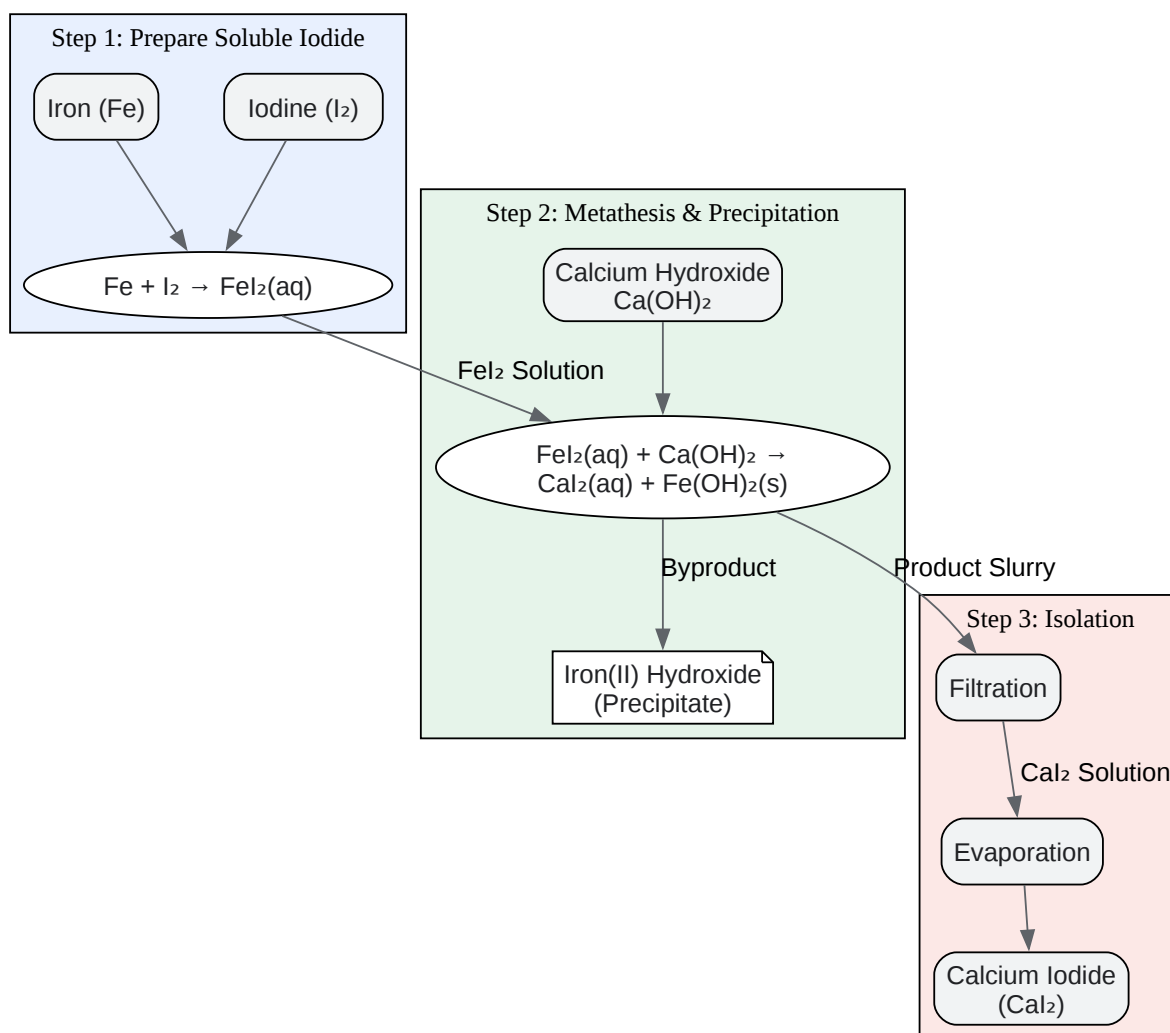 Step 1: Prepare Soluble Iodide
Iron (Fe)
Iodine (I₂)
Fe + I₂ → FeI₂(aq)
Step 2: Metathesis & Precipitation
Calcium Hydroxide
Ca(OH)₂
FeI₂ Solution
FeI₂(aq) + Ca(OH)₂ →
CaI₂(aq) + Fe(OH)₂(s)
Byproduct
Product Slurry
Iron(II) Hydroxide
(Precipitate)
Step 3: Isolation
Filtration
CaI₂ Solution
Evaporation
Calcium Iodide
(CaI₂)